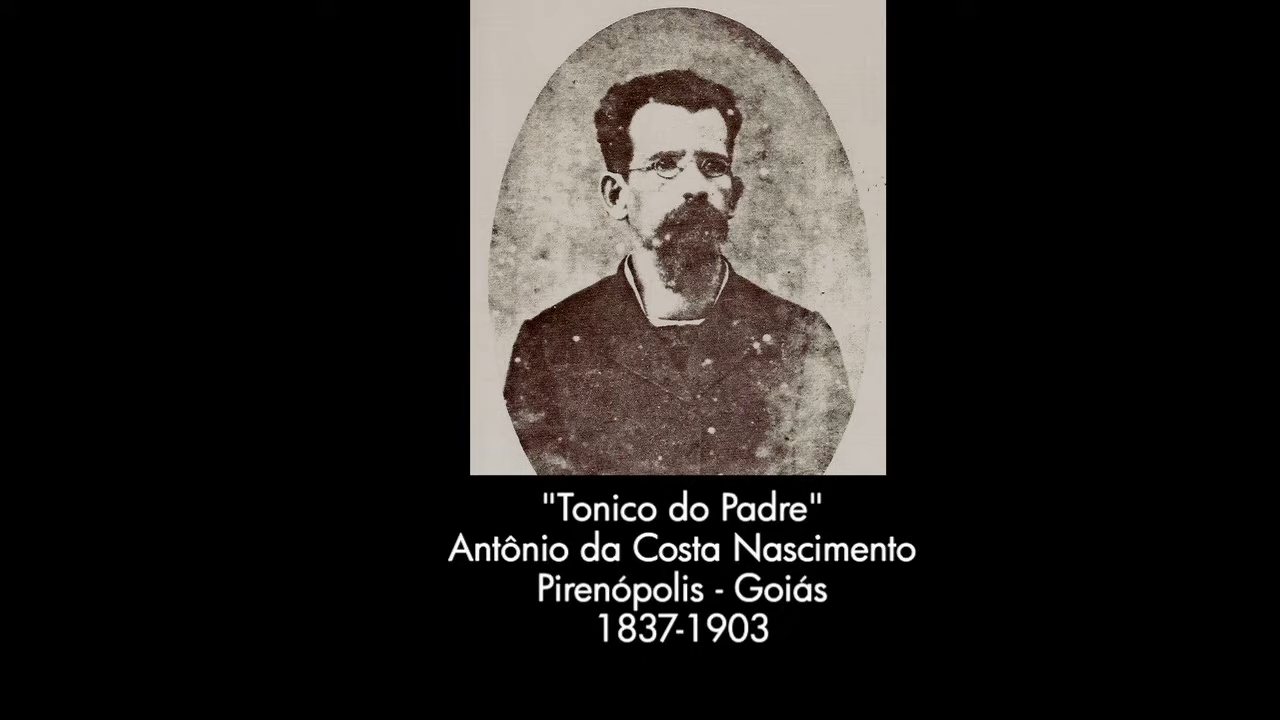 "Tonico do Padre"
Antônio da Costa Nascimento
Pirenópolis - Goiás
1837-1903